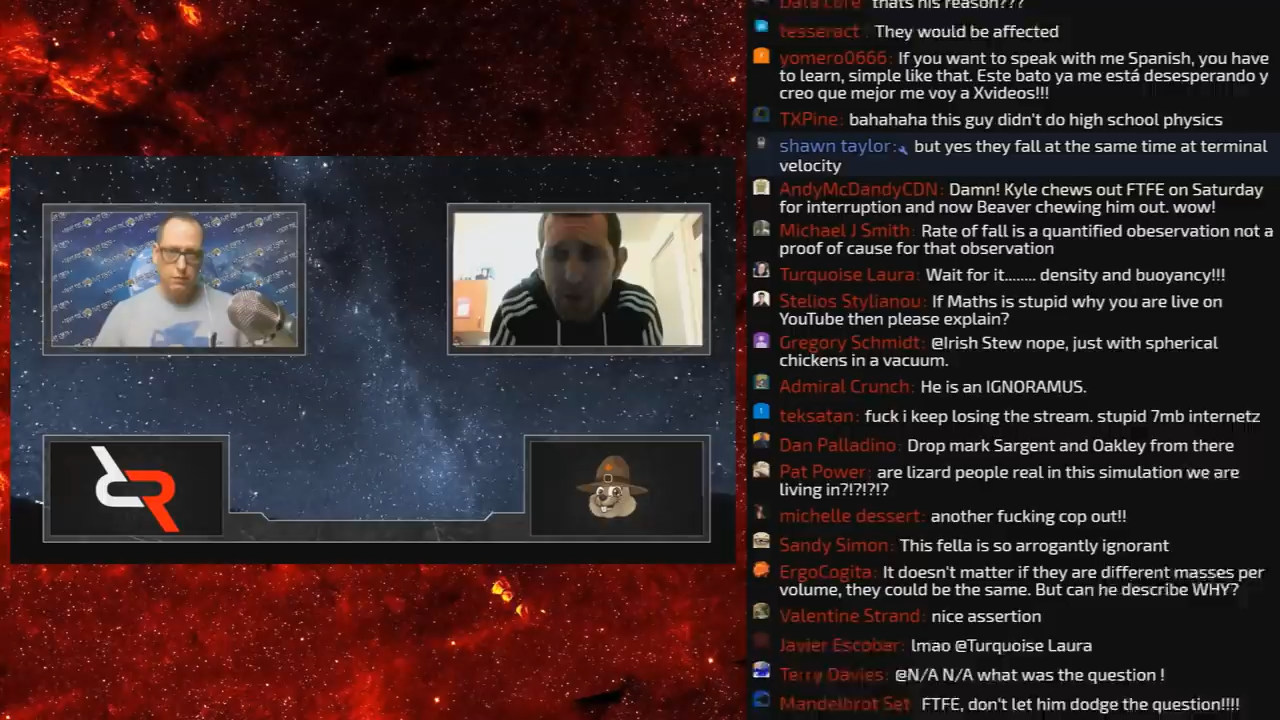 Data Core thats his reason???
tesseract : They would be affected
yomero0666: If you want to speak with me Spanish, you have
to learn, simple like that. Este bato ya me está desesperando y
creo que mejor me voy a Xvideos!!!
TXPine: bahahaha this guy didn't do high school physics
shawn taylor: but yes they fall at the same time at terminal
velocity
AndyMcDandyCDN: Damn! Kyle chews out FTFE on Saturday
for interruption and now Beaver chewing him out. wow!
Michael J Smith: Rate of fall is a quantified obeservation not a
proof of cause for that observation
Turquoise Laura: Wait for it........ density and buoyancy!!!
Stelios Stylianou: If Maths is stupid why you are live on
YouTube then please explain?
Gregory Schmidt: @Irish Stew nope, just with spherical
chickens in a vacuum.
Admiral Crunch: He is an IGNORAMUS.
teksatan: fuck i keep losing the stream. stupid 7mb internetz
Dan Palladino: Drop mark Sargent and Oakley from there
Pat Power: are lizard people real in this simulation we are
living in?!?!?!?
michelle dessert: another fucking cop out!!
Sandy Simon: This fella is so arrogantly ignorant
ErgoCogita: It doesn't matter if they are different masses per
volume, they could be the same. But can he describe WHY?
Valentine Strand: nice assertion
Javier Escobar: lmao @Turquoise Laura
Terry Davies: @N/A N/A what was the question !
Mandelbrot Set: FTFE, don't let him dodge the question!!!!